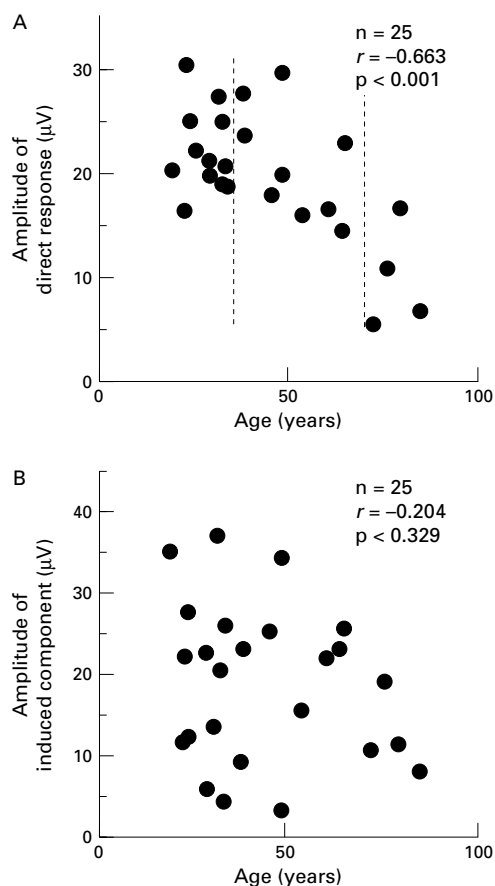 A
n = 25
r = –0.663
p < 0.001
30
20
10
0
Amplitude of
direct response (μV)
0
50
100
Age (years)
B
n = 25
r = –0.204
p < 0.329
40
30
20
10
0
Amplitude of
induced component (μV)
0
50
100
Age (years)